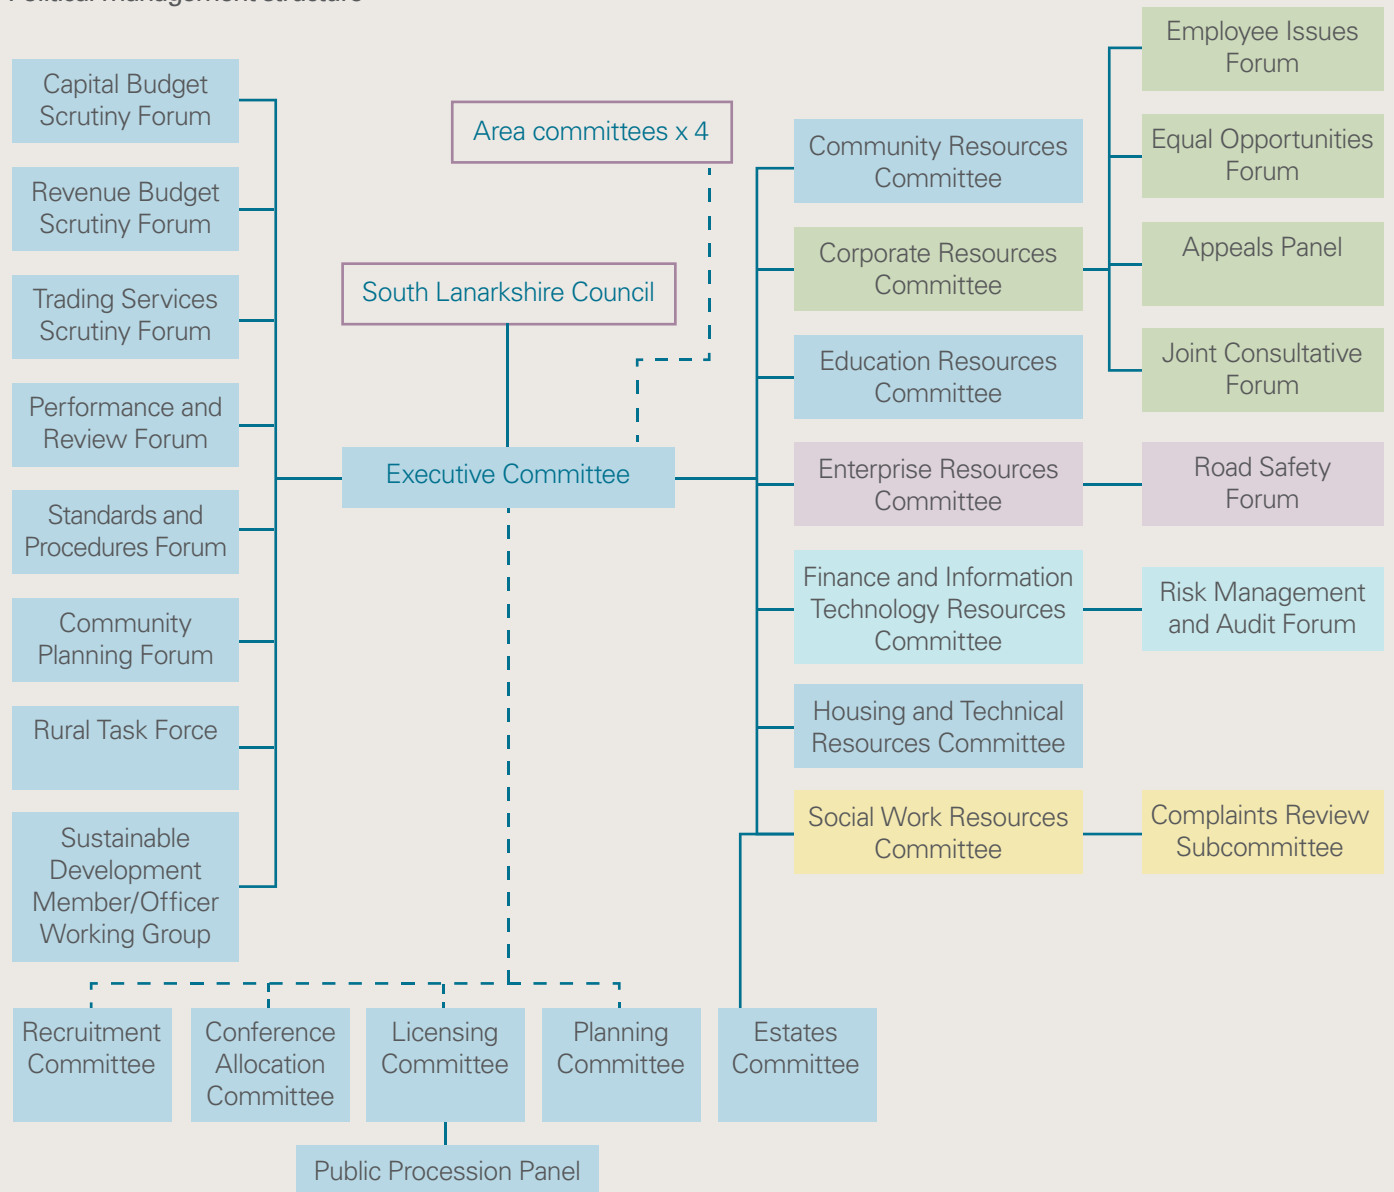 Political management structure
Capital Budget
Scrutiny Forum
Revenue Budget
Scrutiny Forum
Trading Services
Scrutiny Forum
Performance and
Review Forum
Standards and
Procedures Forum
Community
Planning Forum
Rural Task Force
Sustainable
Development
Member/Officer
Working Group
Area committees x 4
South Lanarkshire Council
Executive Committee
Community Resources
Committee
Corporate Resources
Committee
Education Resources
Committee
Enterprise Resources
Committee
Finance and Information
Technology Resources
Committee
Housing and Technical
Resources Committee
Social Work Resources
Committee
Employee Issues
Forum
Equal Opportunities
Forum
Appeals Panel
Joint Consultative
Forum
Road Safety
Forum
Risk Management
and Audit Forum
Complaints Review
Subcommittee
Recruitment
Committee
Conference
Allocation
Committee
Licensing
Committee
Planning
Committee
Estates
Committee
Public Procession Panel